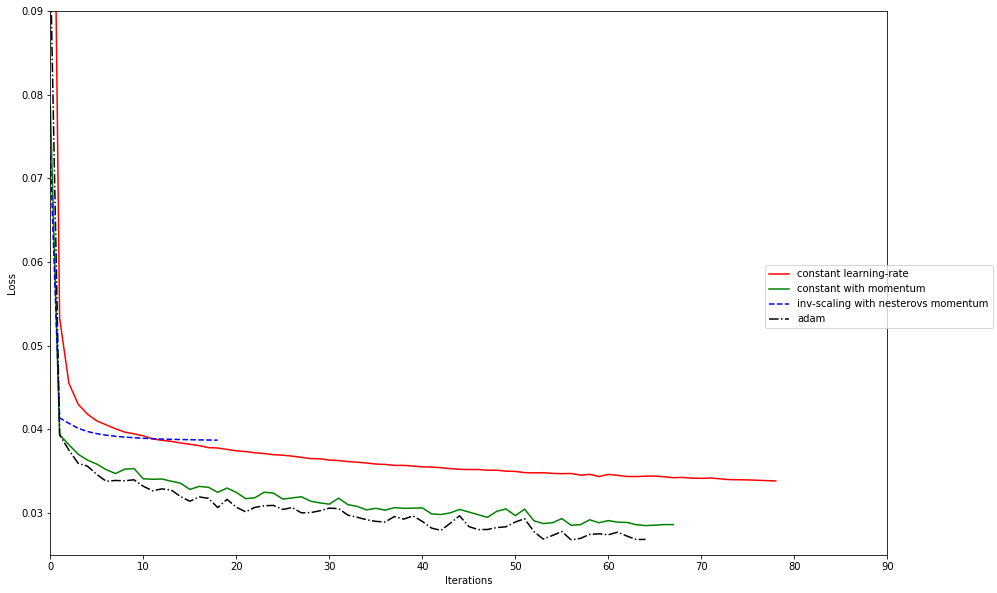 0.09
0.08
0.07
0.06
0.05
0.04
0.03
Loss
constant learning-rate
constant with momentum
inv-scaling with nesterovs momentum
adam
0 10 20 30 40 50 60 70 80 90
Iterations